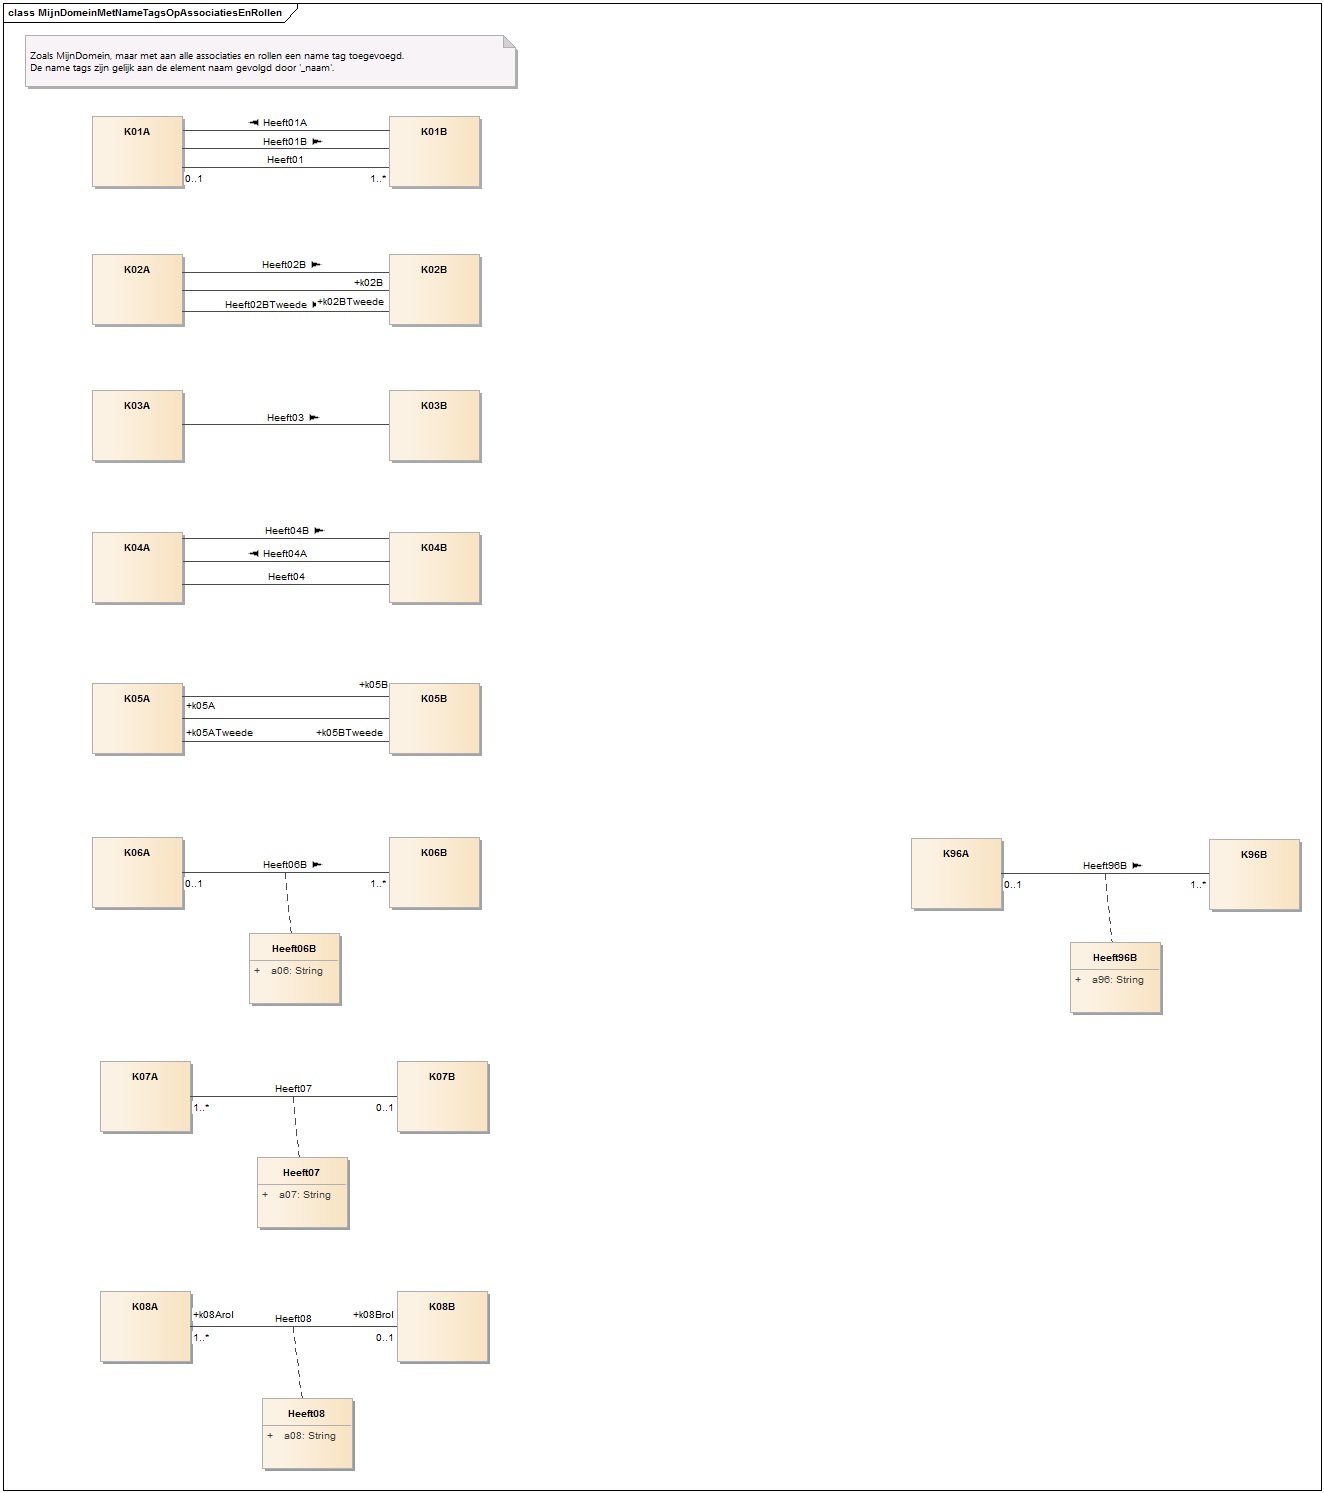 class MijnDomeinMetNameTagsOpAssociatiesEnRollen
Zoals MijnDomein, maar met aan alle associaties en rollen een name tag toegevoegd.
De name tags zijn gelijk aan de element naam gevolgd door '_naam'.
K01A
Heeft01A
K01B
Heeft01B
Heeft01
0..1
1..*
K02A
Heeft02B
K02B
+k02B
Heeft02BTweede
+k02BTweede
K03A
K03B
Heeft03
K04A
Heeft04B
K04B
Heeft04A
Heeft04
K05A
+k05B
K05B
+k05A
+k05ATweede
+k05BTweede
K06A
Heeft06B
K06B
0..1
1..*
Heeft06B
+ a06: String
K96A
Heeft96B
K96B
0..1
1..*
Heeft96B
+ a96: String
K07A
Heeft07
K07B
1..*
0..1
Heeft07
+ a07: String
K08A
+k08Arol
Heeft08
+k08Brol
K08B
1..*
0..1
Heeft08
+ a08: String